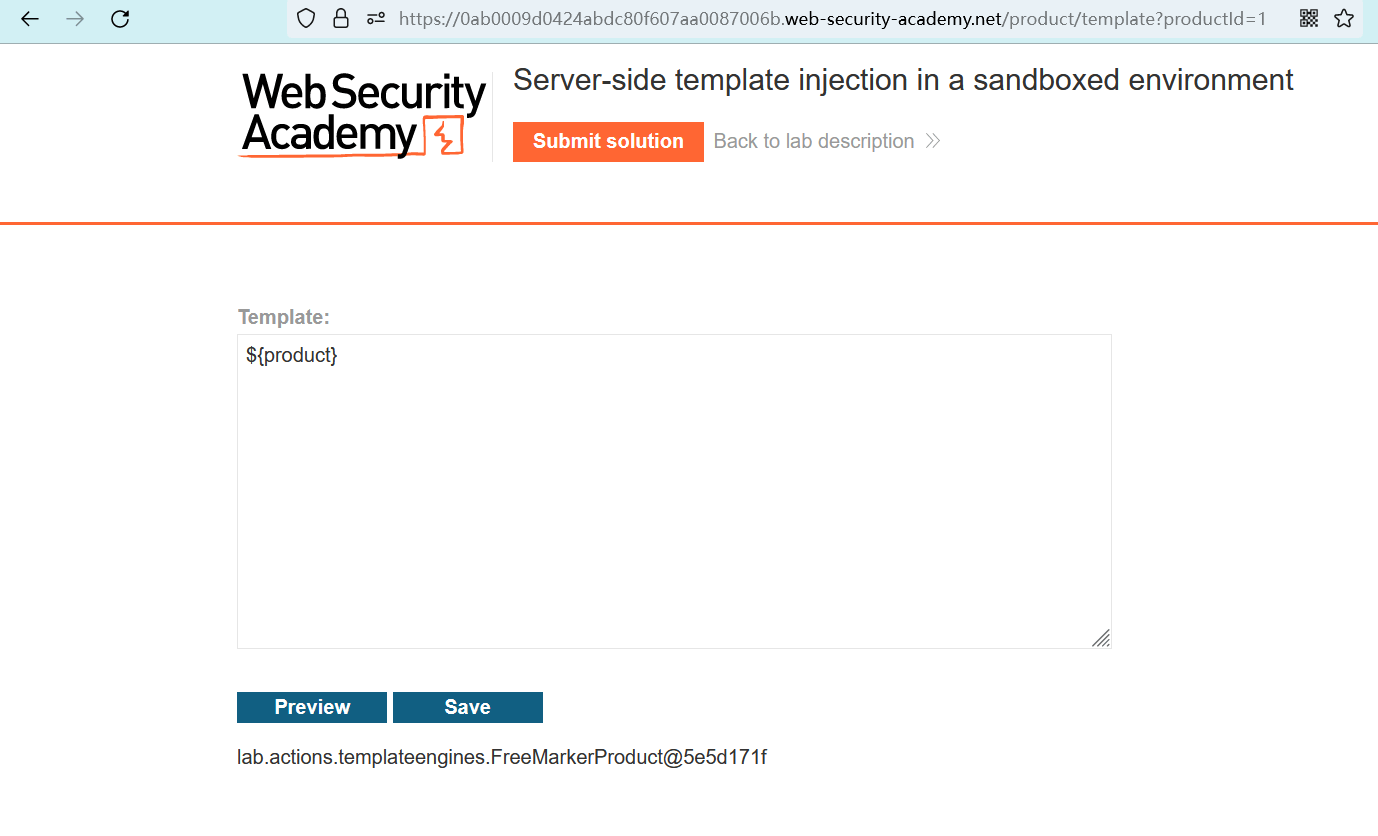 https://0ab0009d0424abdc80f607aa0087006b.web-security-academy.net/product/template?productId=1
Web Security
Academy
Server-side template injection in a sandboxed environment
Submit solution
Back to lab description
Template:
${product}
Preview
Save
lab.actions.templateengines.FreeMarkerProduct@5e5d171f